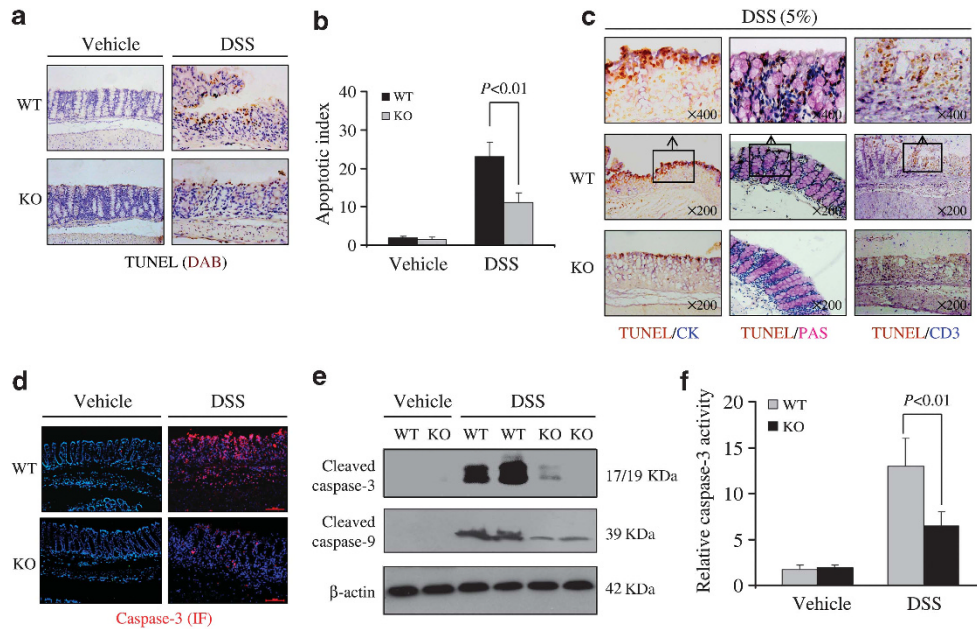 a
Vehicle DSS
WT
KO
TUNEL (DAB)
b
Apoptotic index
40
30
20
10
0
WT
KO
P<0.01
Vehicle DSS
c
DSS (5%)
×400 ×400 ×400
WT
×200 ×200 ×200
KO
×200 ×200 ×200
TUNEL/CK TUNEL/PAS TUNEL/CD3
d
Vehicle DSS
WT
KO
Caspase-3 (IF)
e
Vehicle DSS
WT KO WT WT KO KO
Cleaved
caspase-3
17/19 KDa
Cleaved
caspase-9
39 KDa
β-actin
42 KDa
f
Relative caspase-3 activity
20
15
10
5
0
WT
KO
P<0.01
Vehicle DSS